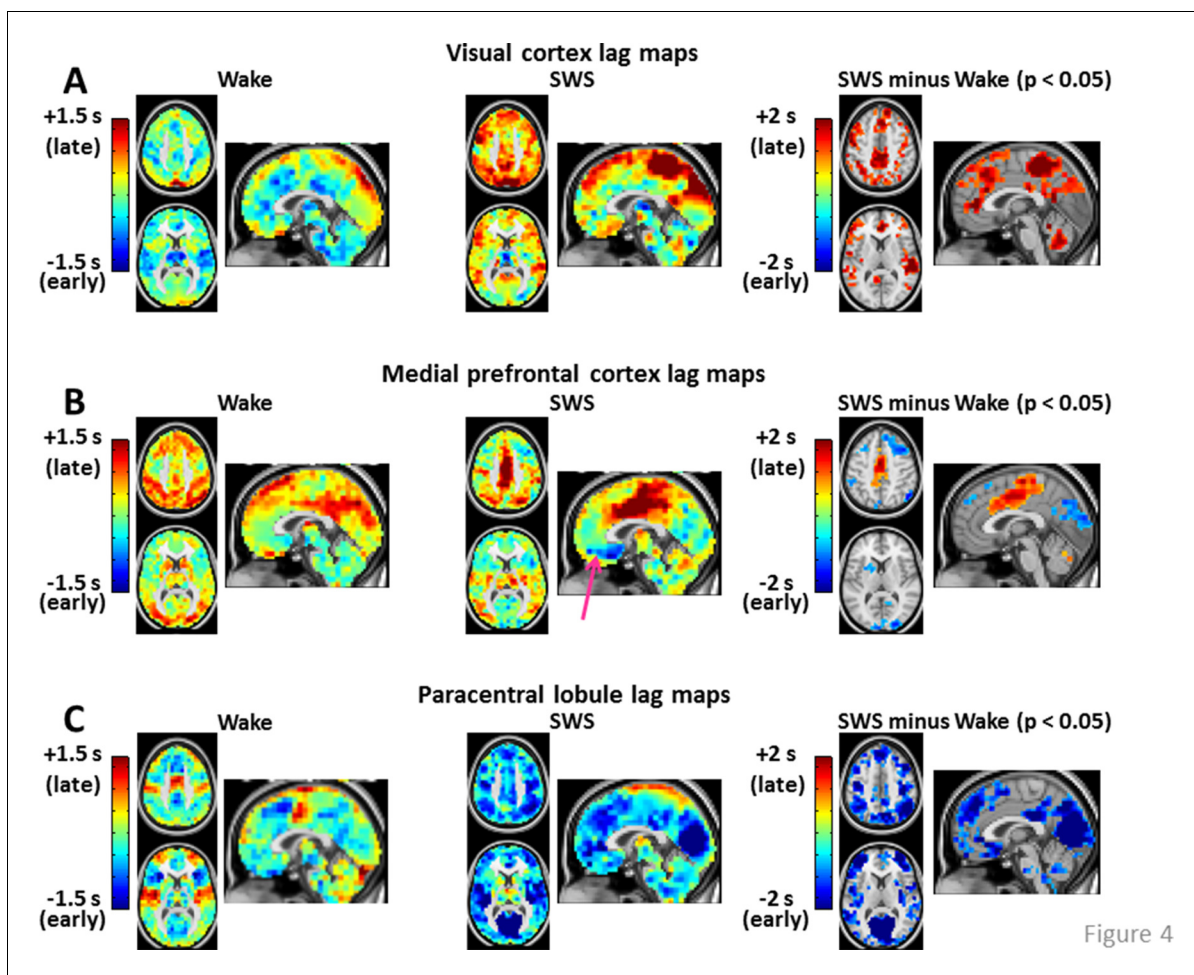 Visual cortex lag maps
A
Wake
SWS
SWS minus Wake (p < 0.05)
+1.5 s
(late)
-1.5 s
(early)
+2 s
(late)
-2 s
(early)
Medial prefrontal cortex lag maps
B
Wake
SWS
SWS minus Wake (p < 0.05)
+1.5 s
(late)
-1.5 s
(early)
+2 s
(late)
-2 s
(early)
Paracentral lobule lag maps
C
Wake
SWS
SWS minus Wake (p < 0.05)
+1.5 s
(late)
-1.5 s
(early)
+2 s
(late)
-2 s
(early)
Figure 4